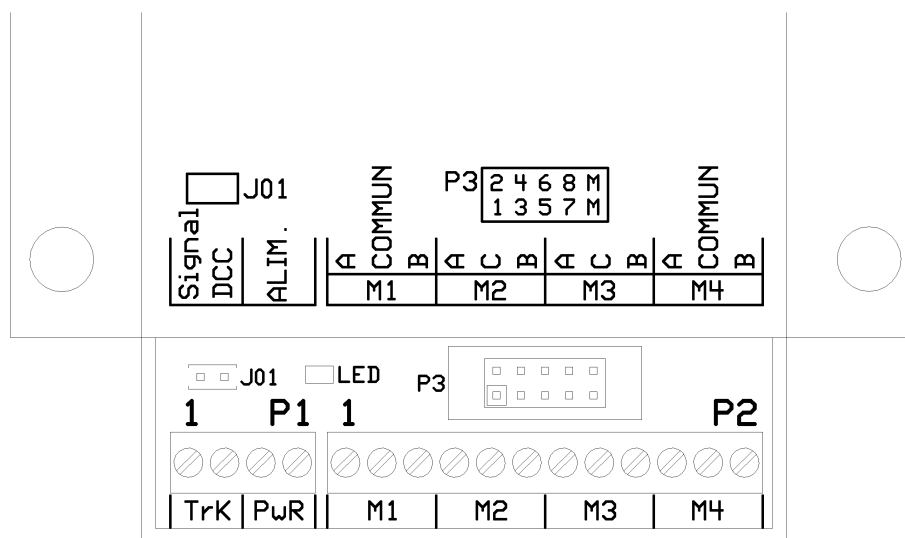 J01
P3
2 4 6 8 M
1 3 5 7 M
Signal
DCC
ALIM.
A COMMUN B
A C B
A C B
A COMMUN B
M1 M2 M3 M4
J01
LED
P3
1 P1
1 P2
TrK PwR
M1 M2 M3 M4